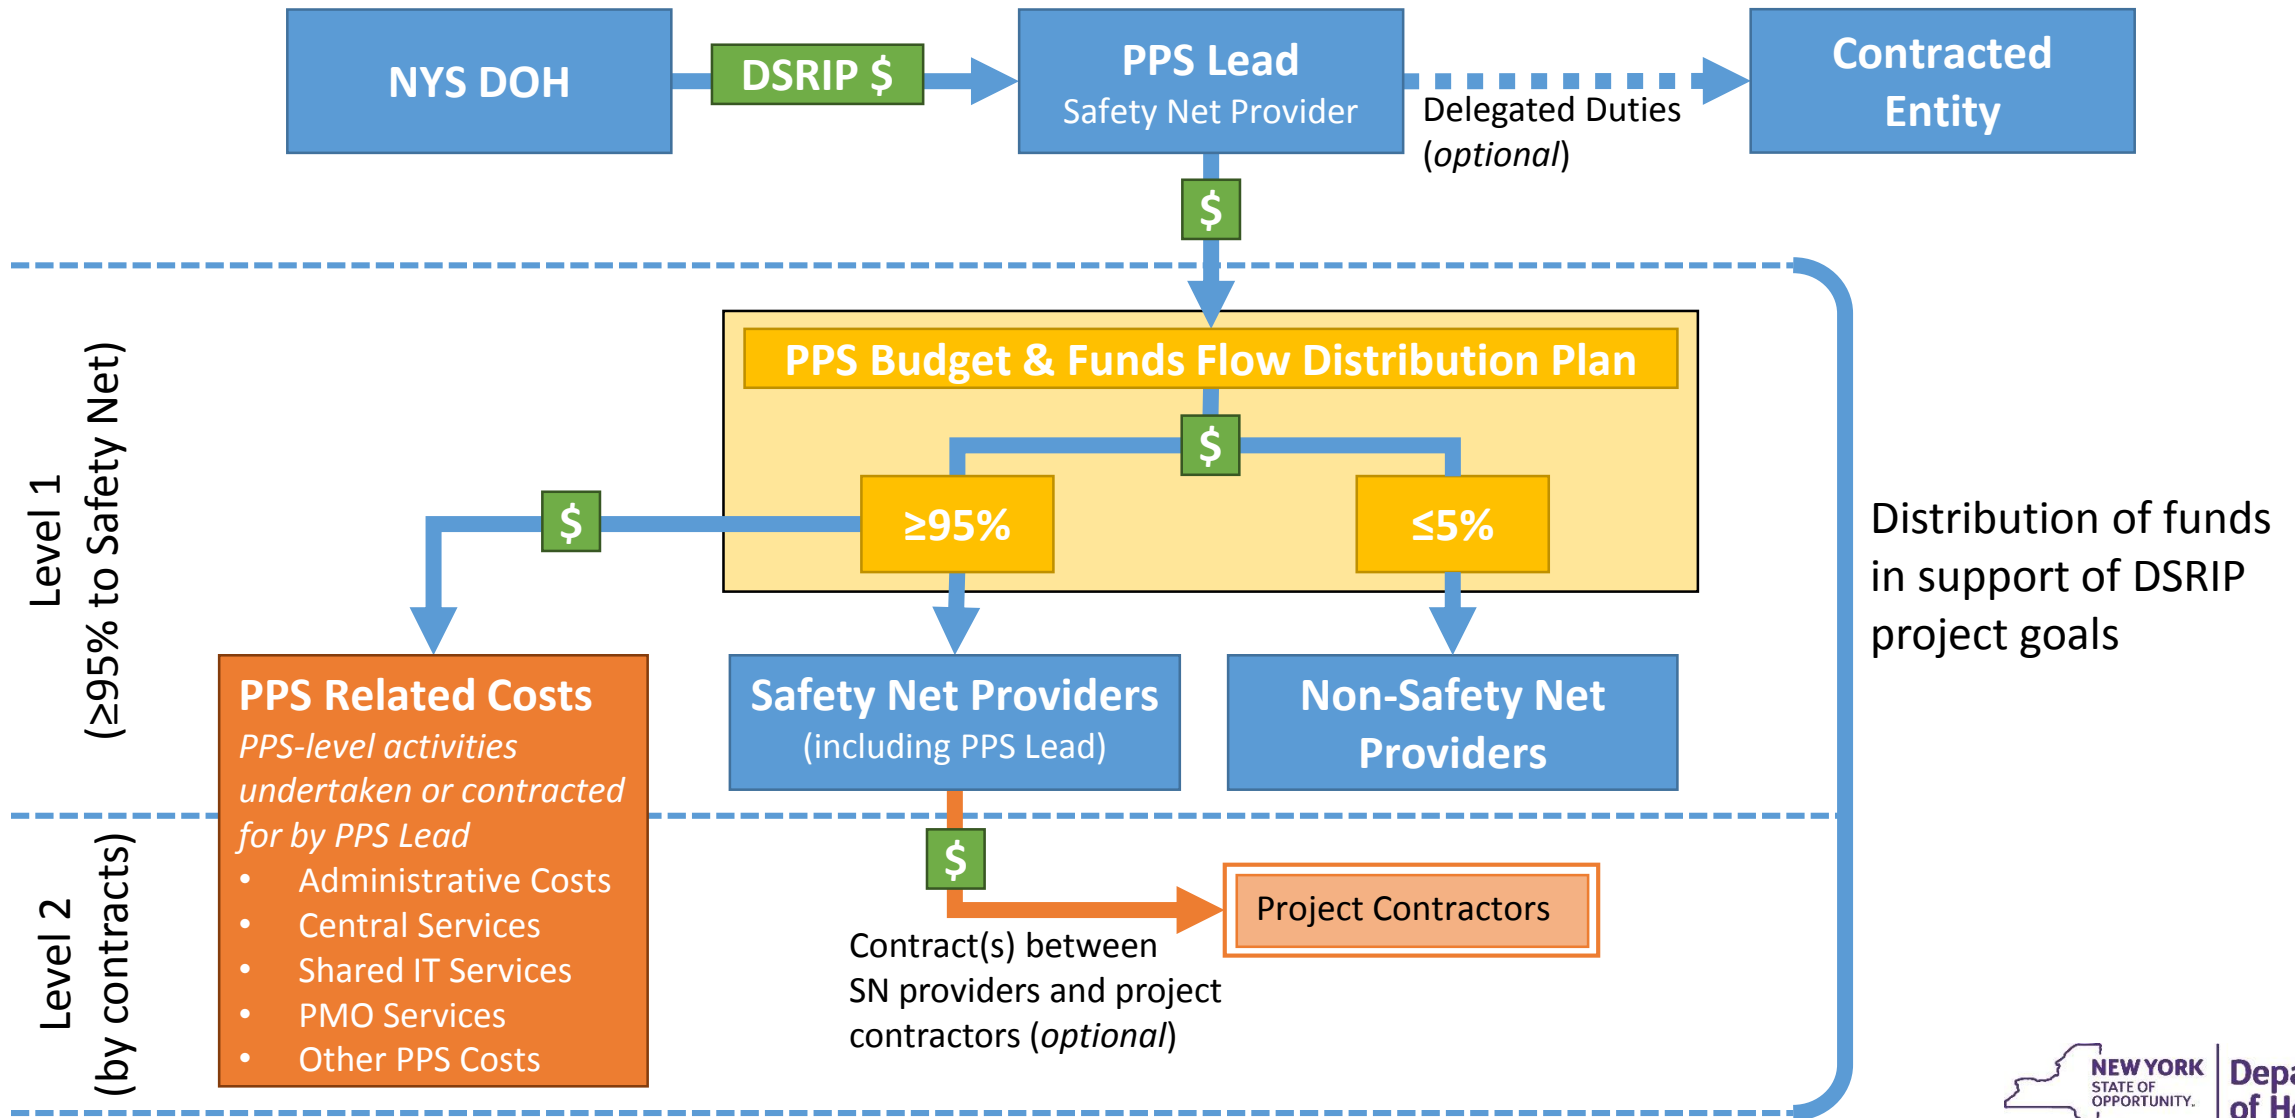 NYS DOH
DSRIP $
PPS Lead
Safety Net Provider
Delegated Duties
(optional)
Contracted
Entity
$
Level 1
(≥95% to Safety Net)
PPS Budget & Funds Flow Distribution Plan
$
$
≥95%
≤5%
Distribution of funds
in support of DSRIP
project goals
PPS Related Costs
PPS-level activities
undertaken or contracted
for by PPS Lead
• Administrative Costs
• Central Services
• Shared IT Services
• PMO Services
• Other PPS Costs
Safety Net Providers
(including PPS Lead)
Non-Safety Net
Providers
Level 2
(by contracts)
$
Project Contractors
Contract(s) between
SN providers and project
contractors (optional)
NEW YORK
STATE OF
OPPORTUNITY.
Depa
of H